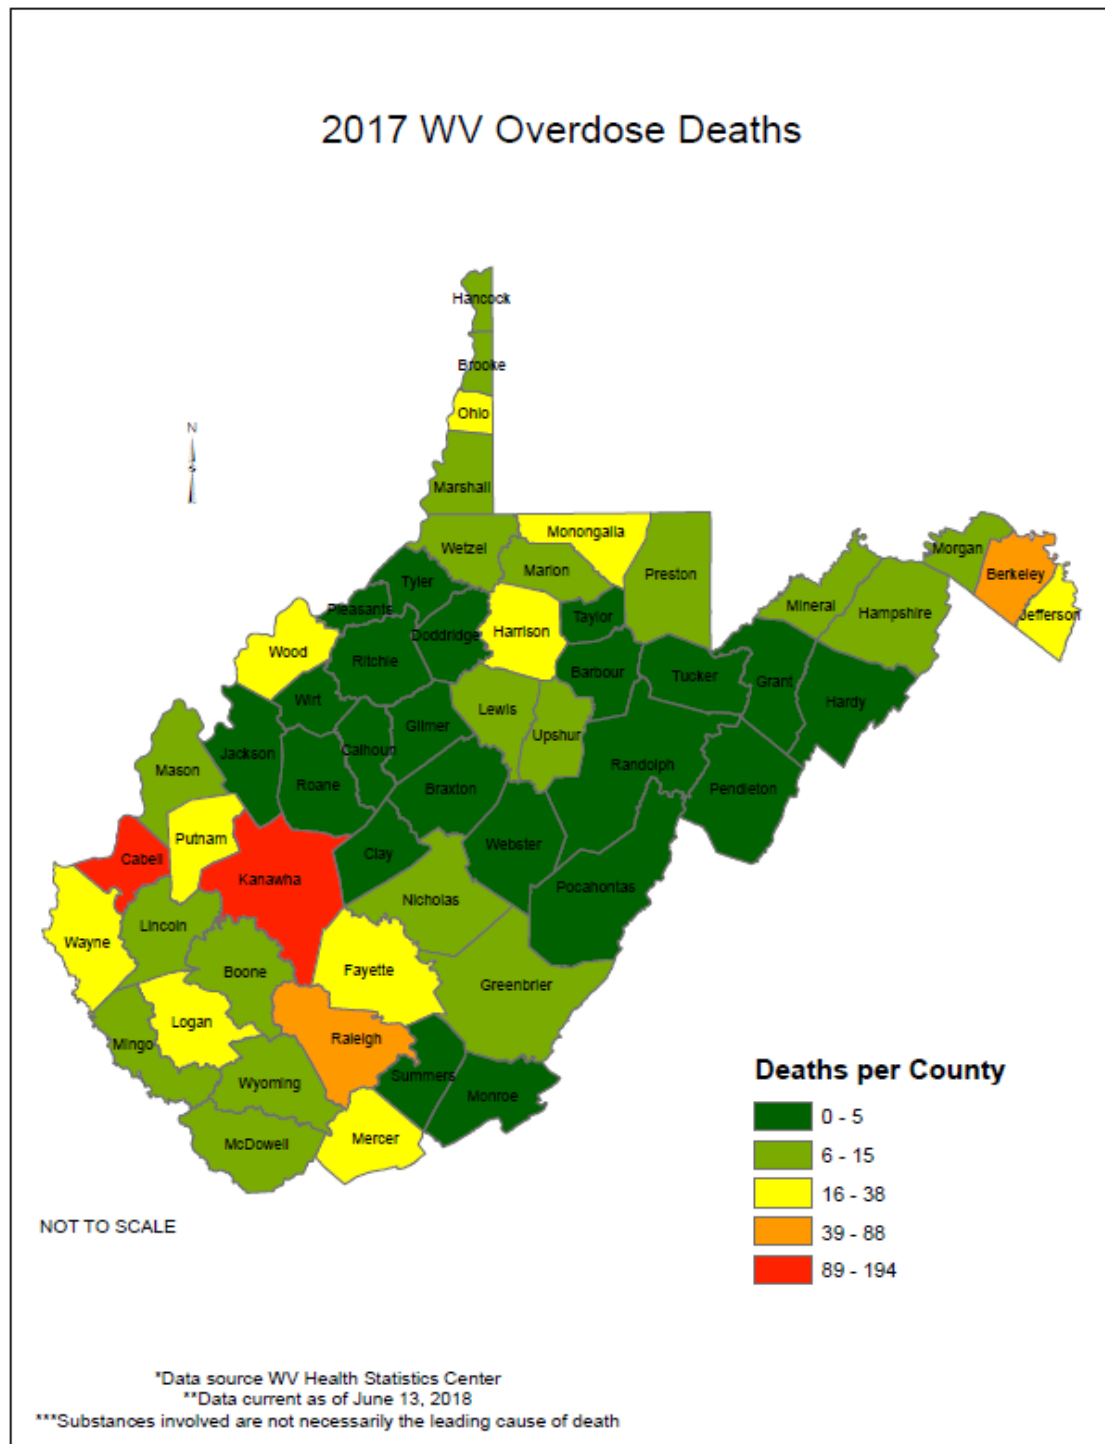 2017 WV Overdose Deaths
Hancock
Brooke
Ohio
N
S
Marshall
Monongalia
Wetzel
Marion
Preston
Morgan
Berkeley
Tyler
Pleasants
Taylor
Mineral
Hampshire
Jefferson
Doddridge
Harrison
Wood
Ritchie
Barbour
Tucker
Grant
Hardy
Wirt
Lewis
Gilmer
Upshur
Jackson
Calhoun
Randolph
Mason
Roane
Braxton
Pendleton
Putnam
Cabell
Clay
Webster
Kanawha
Pocahontas
Nicholas
Lincoln
Wayne
Boone
Fayette
Greenbrier
Logan
Raleigh
Mingo
Summers
Wyoming
Monroe
Mercer
McDowell
Deaths per County
0 - 5
6 - 15
16 - 38
39 - 88
89 - 194
NOT TO SCALE
*Data source WV Health Statistics Center
**Data current as of June 13, 2018
***Substances involved are not necessarily the leading cause of death